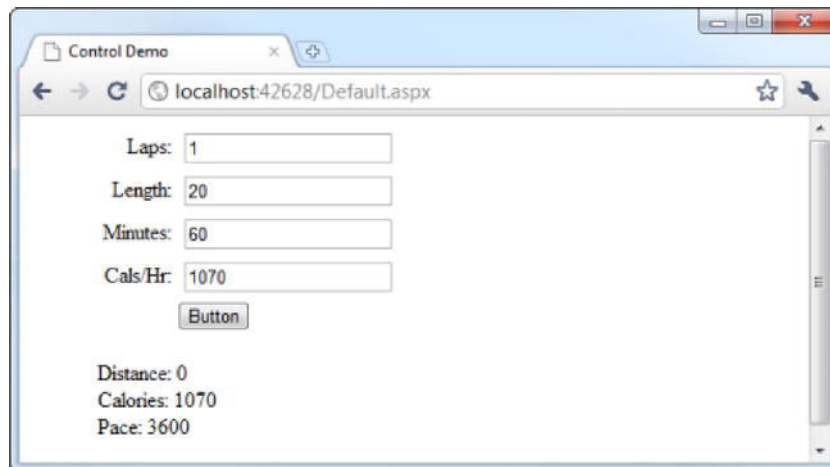 Control Demo
localhost:42628/Default.aspx
Laps: 1
Length: 20
Minutes: 60
Cals/Hr: 1070
Button
Distance: 0
Calories: 1070
Pace: 3600